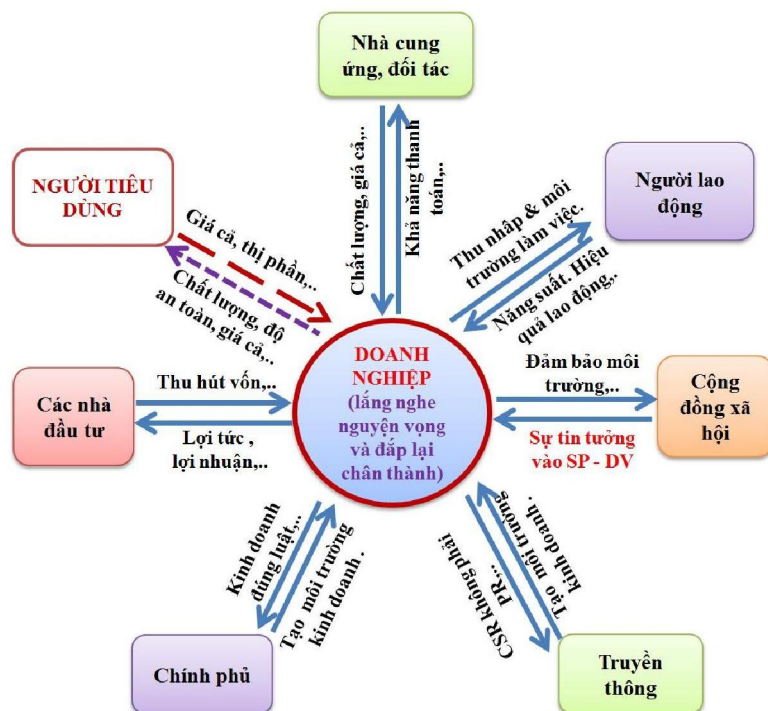 Nhà cung
ứng, đối tác
NGƯỜI TIÊU
DÙNG
Người lao
động
Chất lượng, giá cả,..
Khả năng thanh
toán,..
Giá cả, thị phần,..
Chất lượng, độ
an toàn, giá cả,..
Thu nhập & môi
trường làm việc.
Năng suất. Hiệu
quả lao động,.
DOANH
NGHIỆP
(lắng nghe
nguyện vọng
và đắp lại
chân thành)
Các nhà
đầu tư
Thu hút vốn,..
Lợi tức ,
lợi nhuận,..
Đảm bảo môi
trường,..
Sự tin tưởng
vào SP - DV
Cộng
đồng xã
hội
Kinh doanh
đúng luật,..
Tạo môi trường
kinh doanh .
CSR không phải
PR,...
Tạo môi trường
kinh doanh .
Chính phủ
Truyền
thông